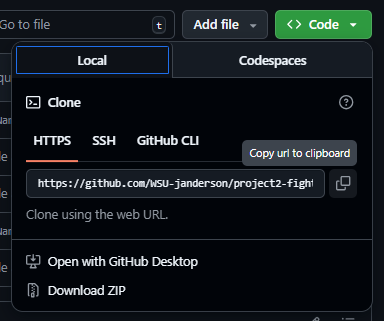 Go to file t Add file Code
Local Codespaces
Clone
HTTPS SSH GitHub CLI
Copy url to clipboard
https://github.com/WSU-janderson/project2-fight
Clone using the web URL.
Open with GitHub Desktop
Download ZIP